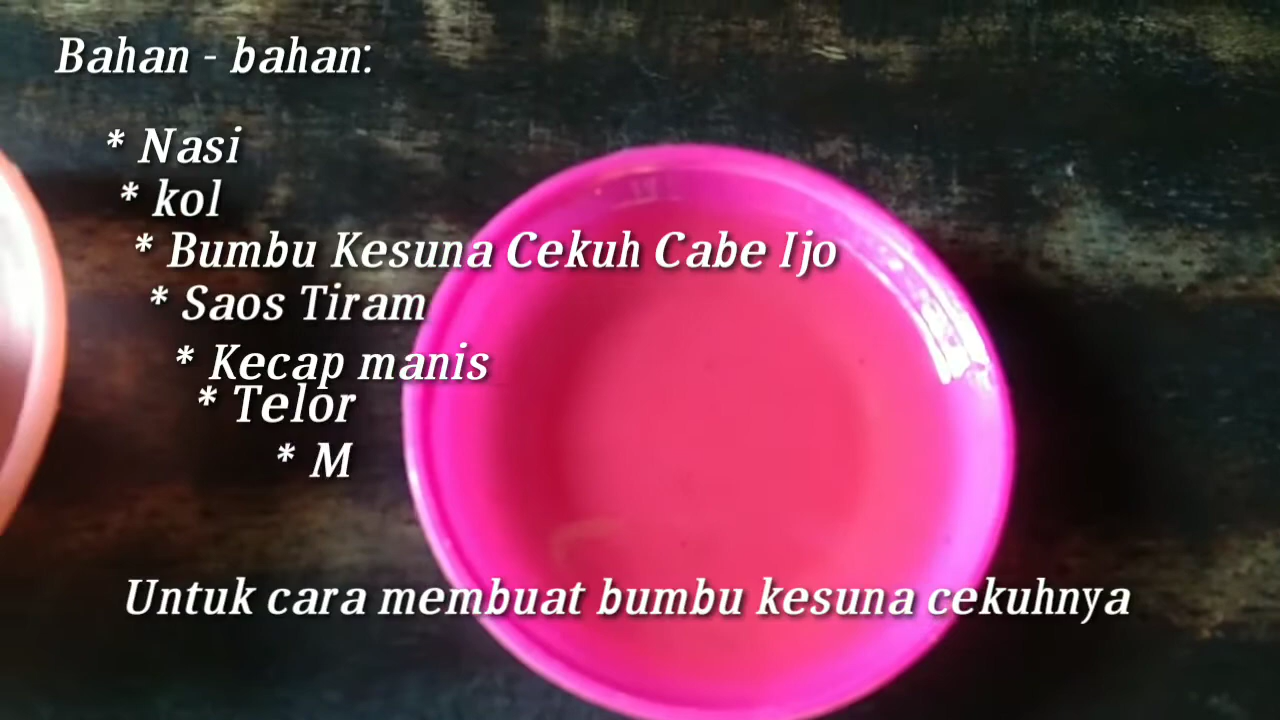 Bahan - bahan:
* Nasi
* kol
* Bumbu Kesuna Cekuh Cabe Ijo
* Saos Tiram
* Kecap manis
* Telor
* M
Untuk cara membuat bumbu kesuna cekuhnya